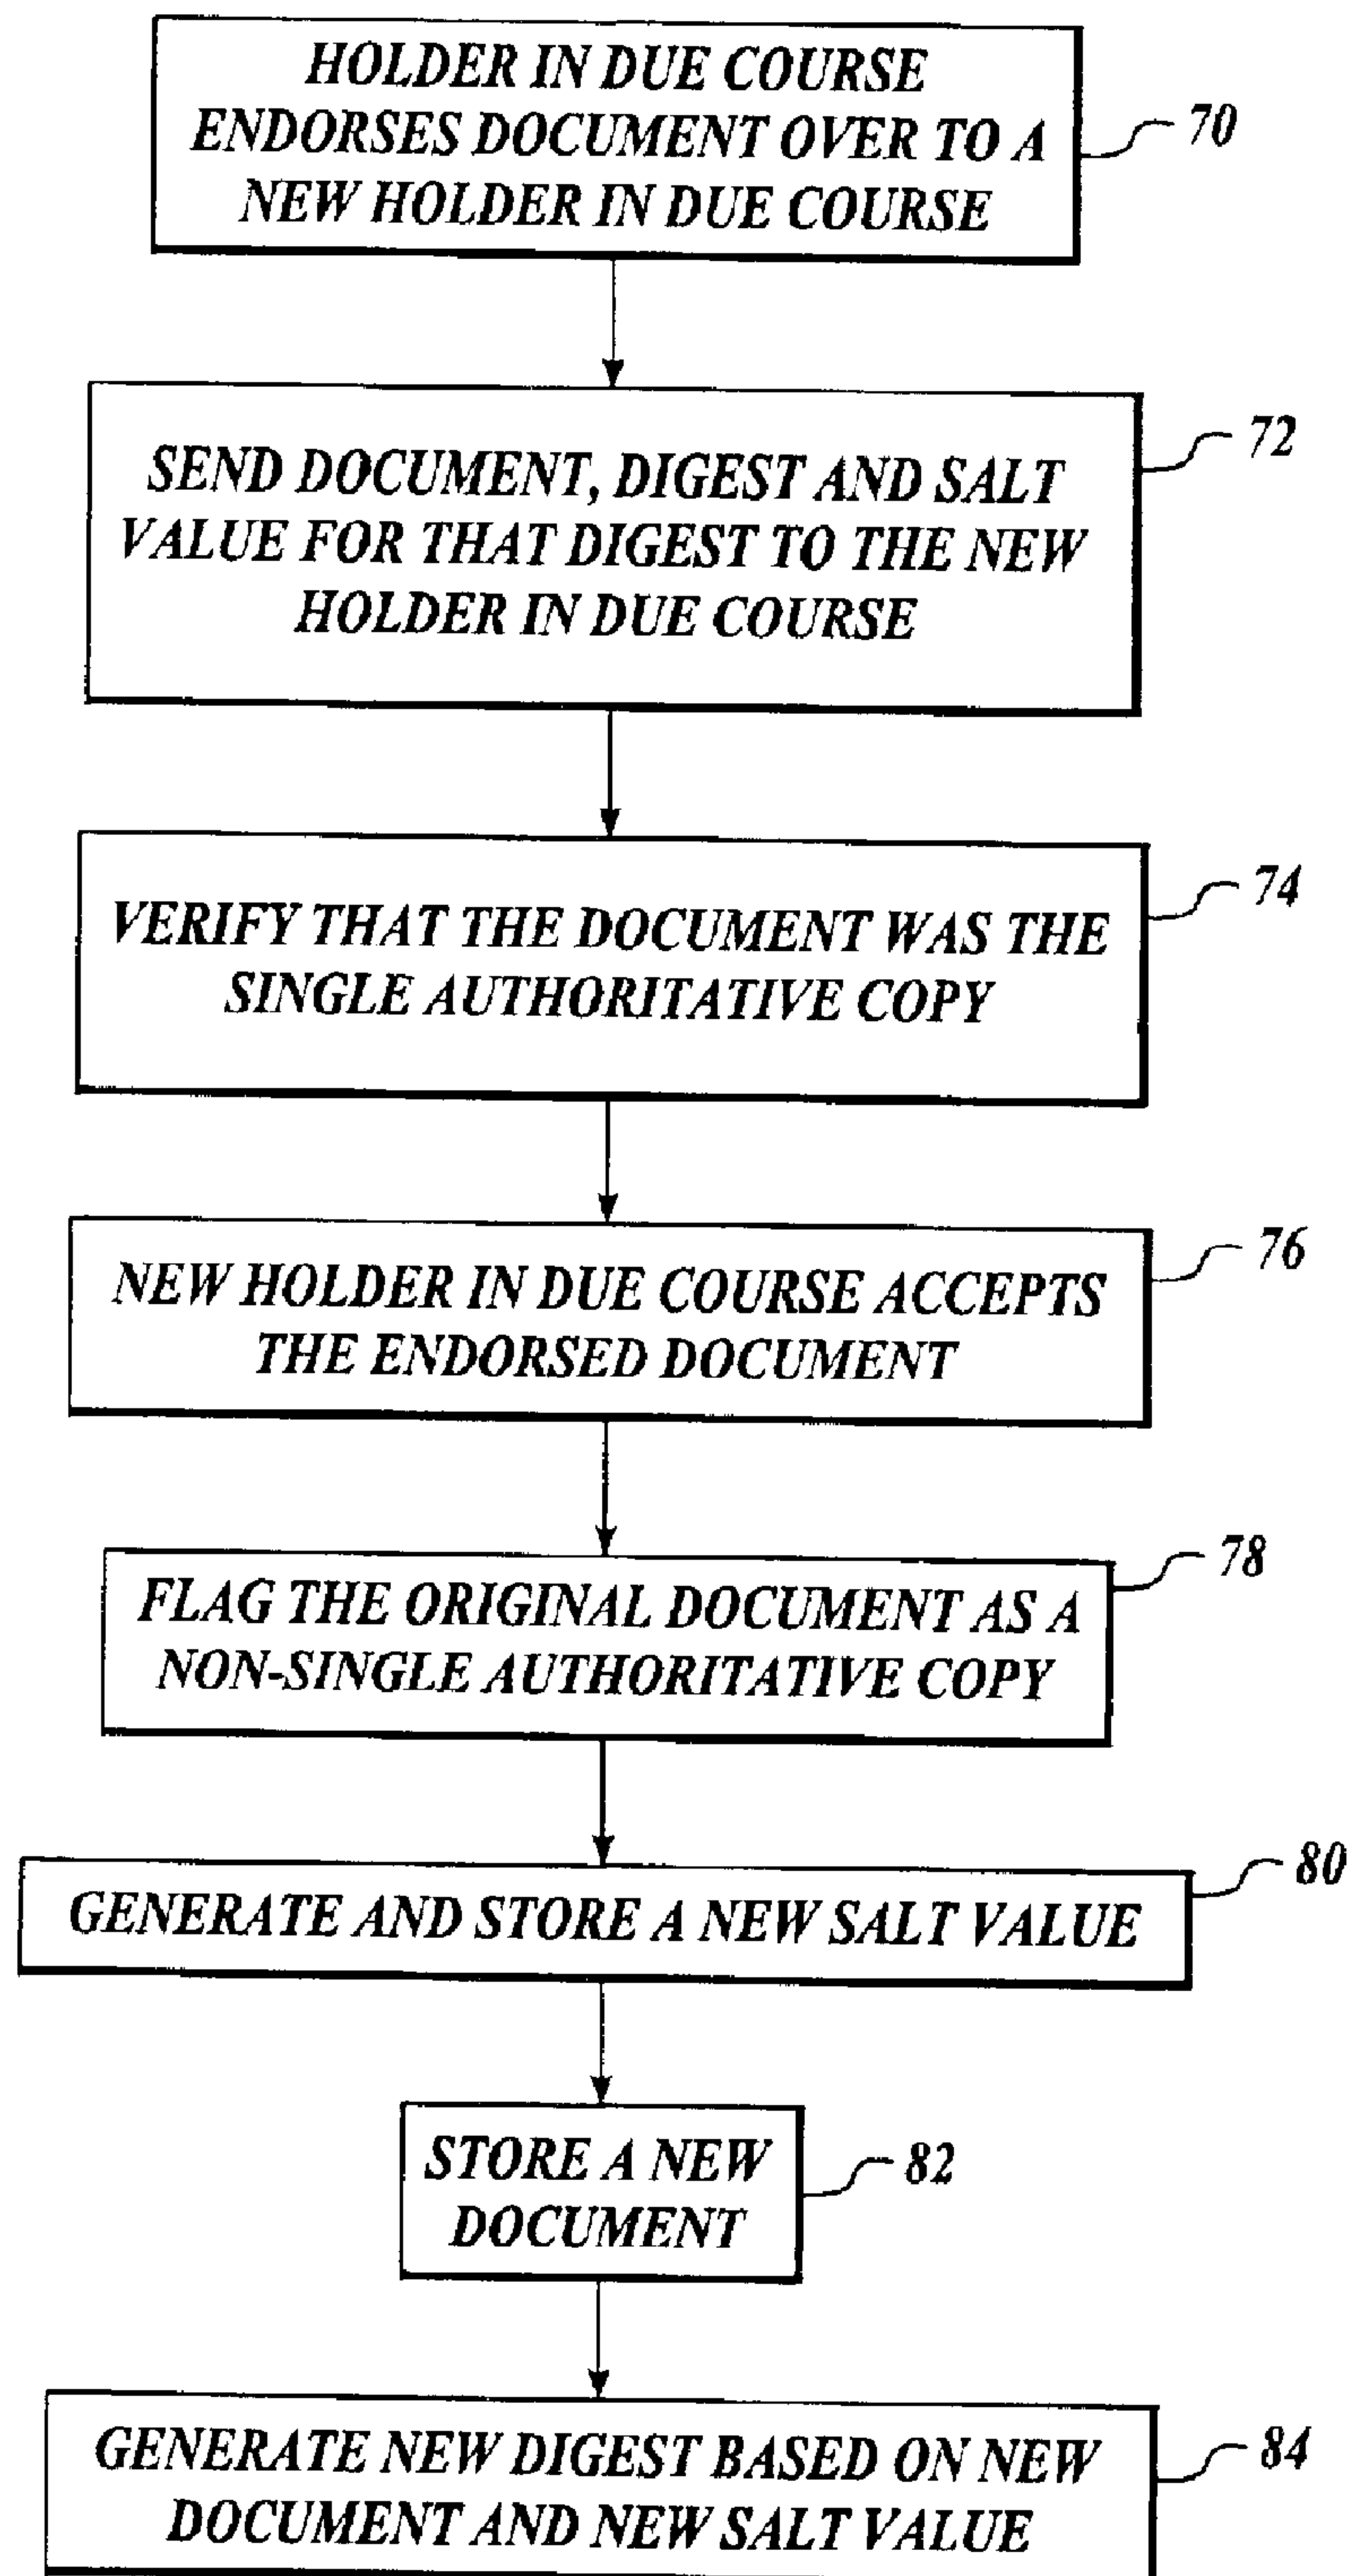 HOLDER IN DUE COURSE
ENDORSES DOCUMENT OVER TO A
NEW HOLDER IN DUE COURSE
70
SEND DOCUMENT, DIGEST AND SALT
VALUE FOR THAT DIGEST TO THE NEW
HOLDER IN DUE COURSE
72
VERIFY THAT THE DOCUMENT WAS THE
SINGLE AUTHORITATIVE COPY
74
NEW HOLDER IN DUE COURSE ACCEPTS
THE ENDORSED DOCUMENT
76
FLAG THE ORIGINAL DOCUMENT AS A
NON-SINGLE AUTHORITATIVE COPY
78
GENERATE AND STORE A NEW SALT VALUE
80
STORE A NEW
DOCUMENT
82
GENERATE NEW DIGEST BASED ON NEW
DOCUMENT AND NEW SALT VALUE
84